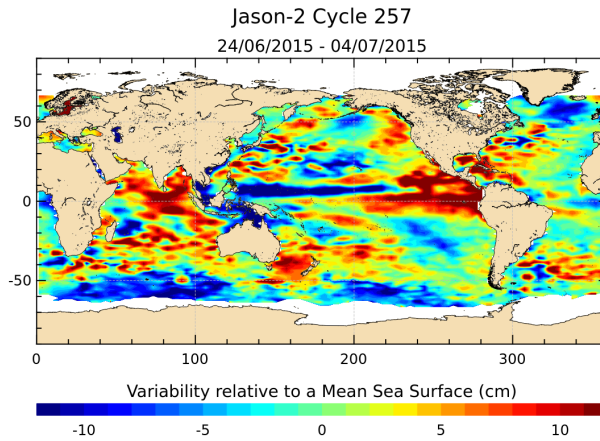 Jason-2 Cycle 257
24/06/2015 - 04/07/2015
50
0
-50
0 100 200 300
Variability relative to a Mean Sea Surface (cm)
-10 -5 0 5 10